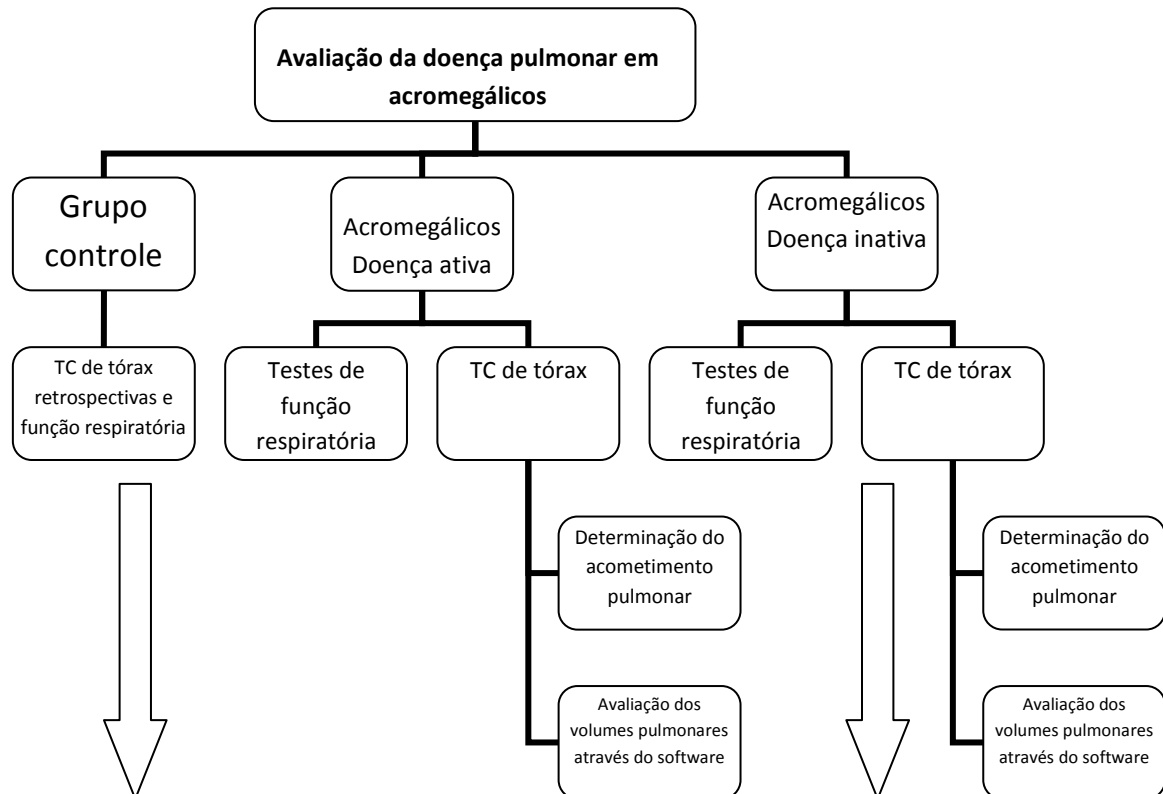 Avaliação da doença pulmonar em
acromegálicos
Grupo
controle
Acromegálicos
Doença ativa
Acromegálicos
Doença inativa
TC de tórax
retrospectivas e
função respiratória
Testes de
função
respiratória
TC de tórax
Testes de
função
respiratória
TC de tórax
Determinação do
acometimento
pulmonar
Determinação do
acometimento
pulmonar
Avaliação dos
volumes pulmonares
através do software
Avaliação dos
volumes pulmonares
através do software